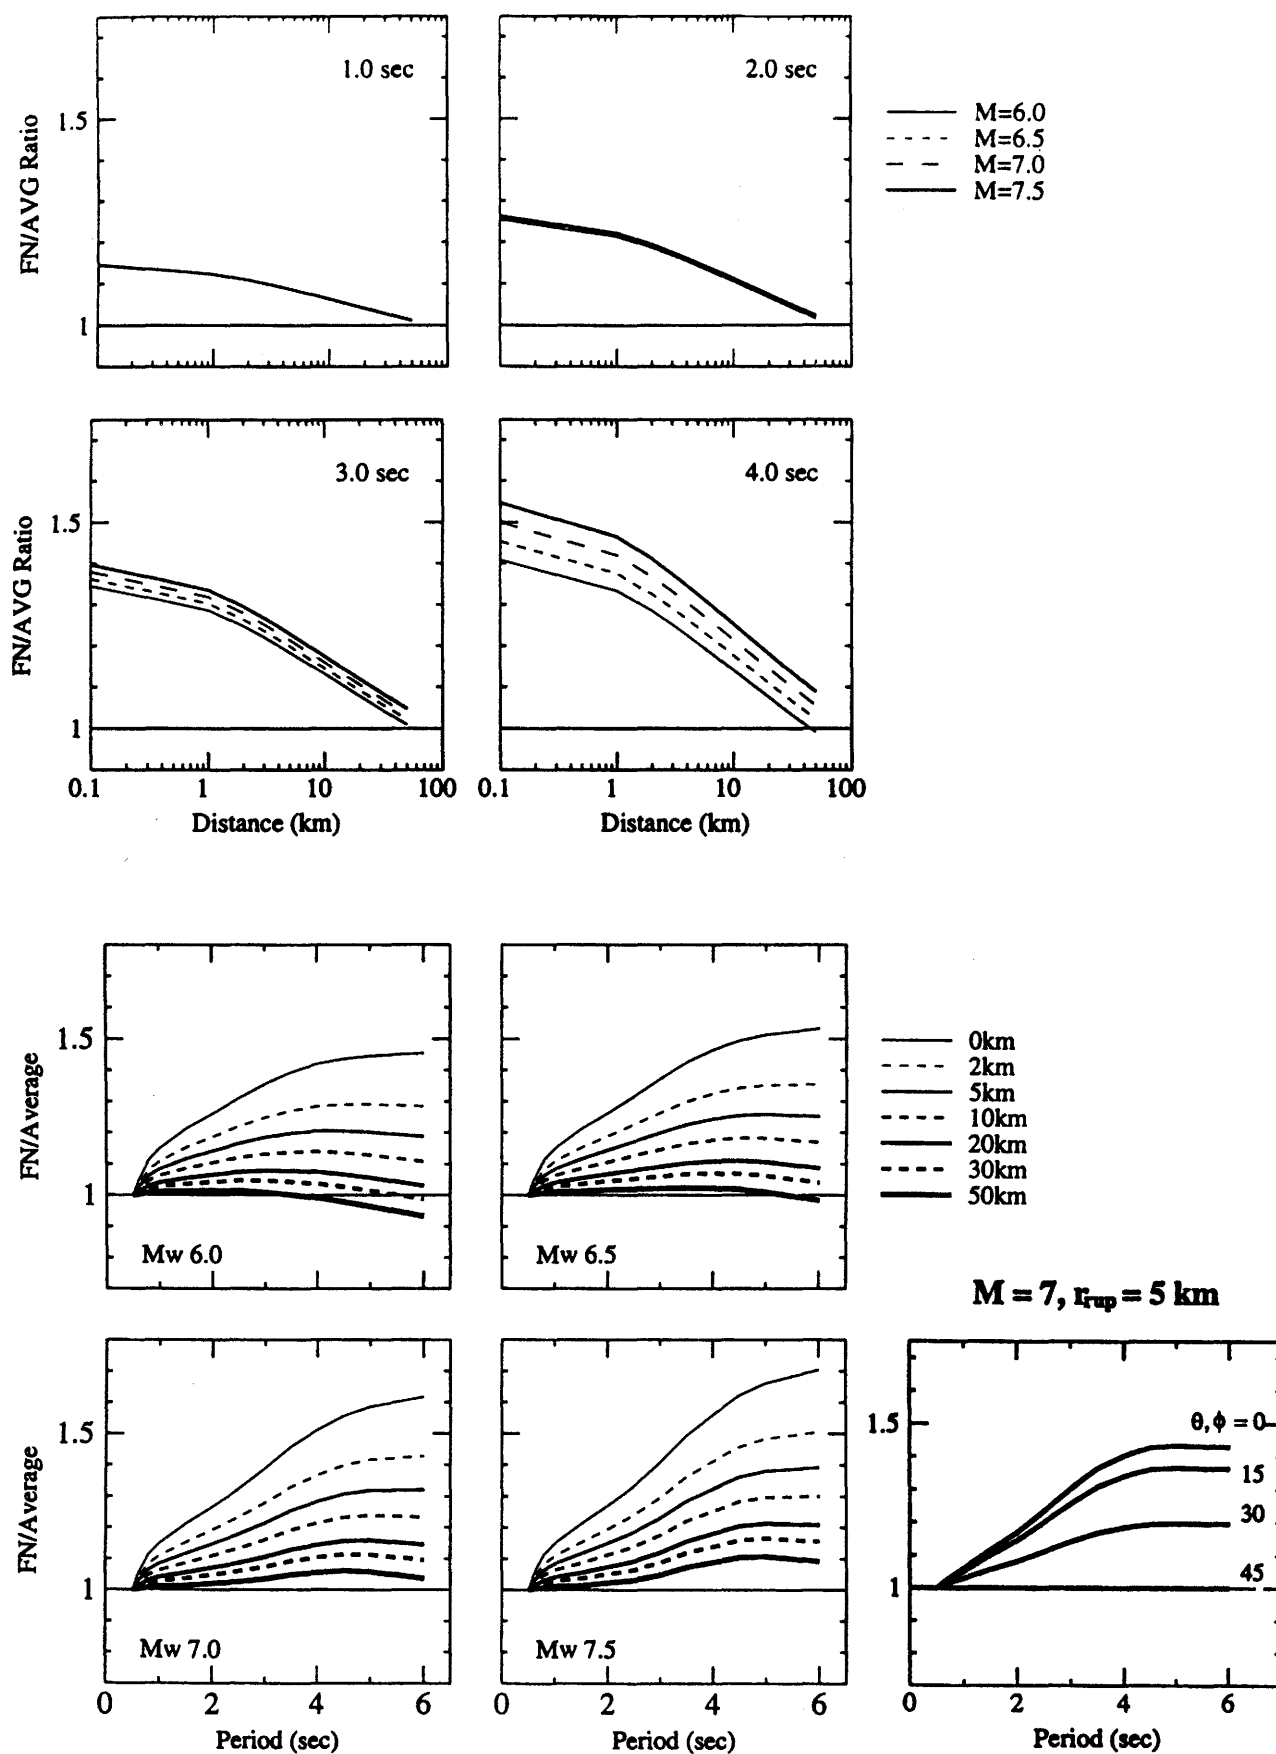 1.0 sec
2.0 sec
FN/AVG Ratio
1.5
1
M=6.0
M=6.5
M=7.0
M=7.5
3.0 sec
4.0 sec
FN/AVG Ratio
1.5
1
0.1 1 10 100
0.1 1 10 100
Distance (km)
Distance (km)
FN/Average
1.5
1
Mw 6.0
Mw 6.5
0km
2km
5km
10km
20km
30km
50km
M = 7, rrup = 5 km
FN/Average
1.5
1
Mw 7.0
Mw 7.5
1.5
1
θ, ϕ = 0
15
30
45
0 2 4 6
0 2 4 6
0 2 4 6
Period (sec)
Period (sec)
Period (sec)